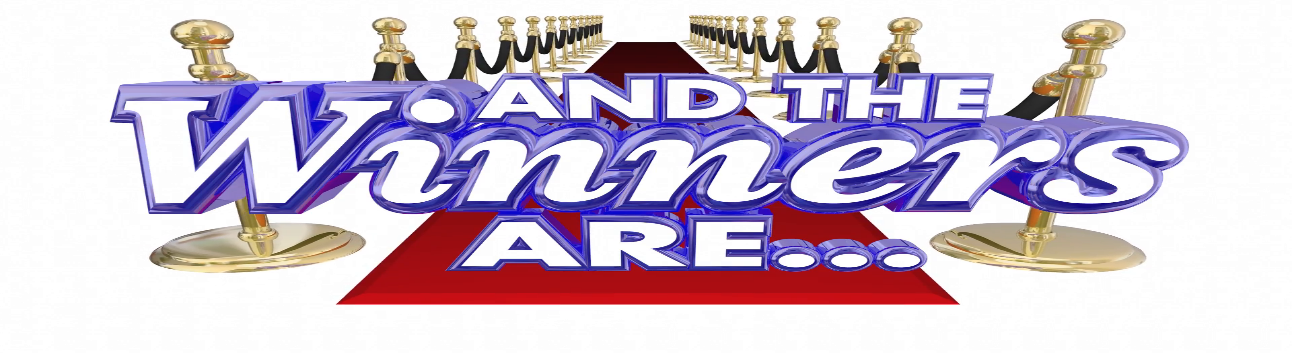 AND THE
Winners
ARE...